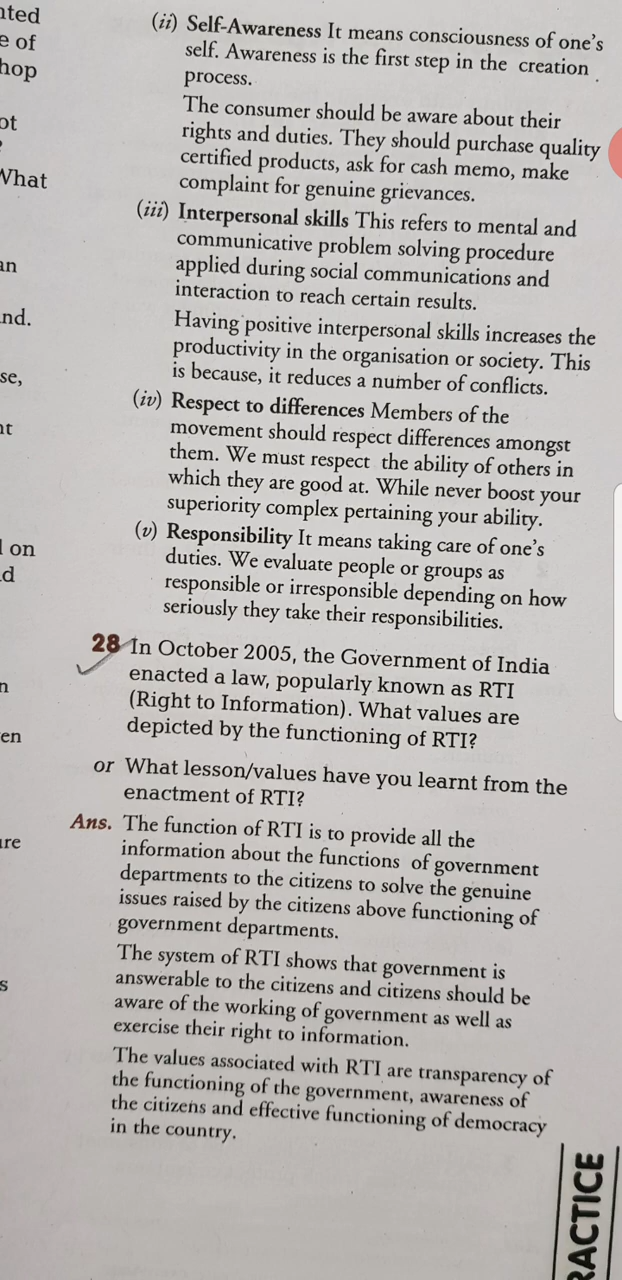 nted
e of
hop
ot
?
What
an
nd.
se,
nt
l on
d
n
en
are
s
(ii) Self-Awareness It means consciousness of one's
self. Awareness is the first step in the creation
process.
The consumer should be aware about their
rights and duties. They should purchase quality
certified products, ask for cash memo, make
complaint for genuine grievances.
(iii) Interpersonal skills This refers to mental and
communicative problem solving procedure
applied during social communications and
interaction to reach certain results.
Having positive interpersonal skills increases the
productivity in the organisation or society. This
is because, it reduces a number of conflicts.
(iv) Respect to differences Members of the
movement should respect differences amongst
them. We must respect the ability of others in
which they are good at. While never boost your
superiority complex pertaining your ability.
(v) Responsibility It means taking care of one's
duties. We evaluate people or groups as
responsible or irresponsible depending on how
seriously they take their responsibilities.
28 In October 2005, the Government of India
enacted a law, popularly known as RTI
(Right to Information). What values are
depicted by the functioning of RTI?
or What lesson/values have you learnt from the
enactment of RTI?
Ans. The function of RTI is to provide all the
information about the functions of government
departments to the citizens to solve the genuine
issues raised by the citizens above functioning of
government departments.
The system of RTI shows that government is
answerable to the citizens and citizens should be
aware of the working of government as well as
exercise their right to information.
The values associated with RTI are transparency of
the functioning of the government, awareness of
the citizens and effective functioning of democracy
in the country.
RACTICE